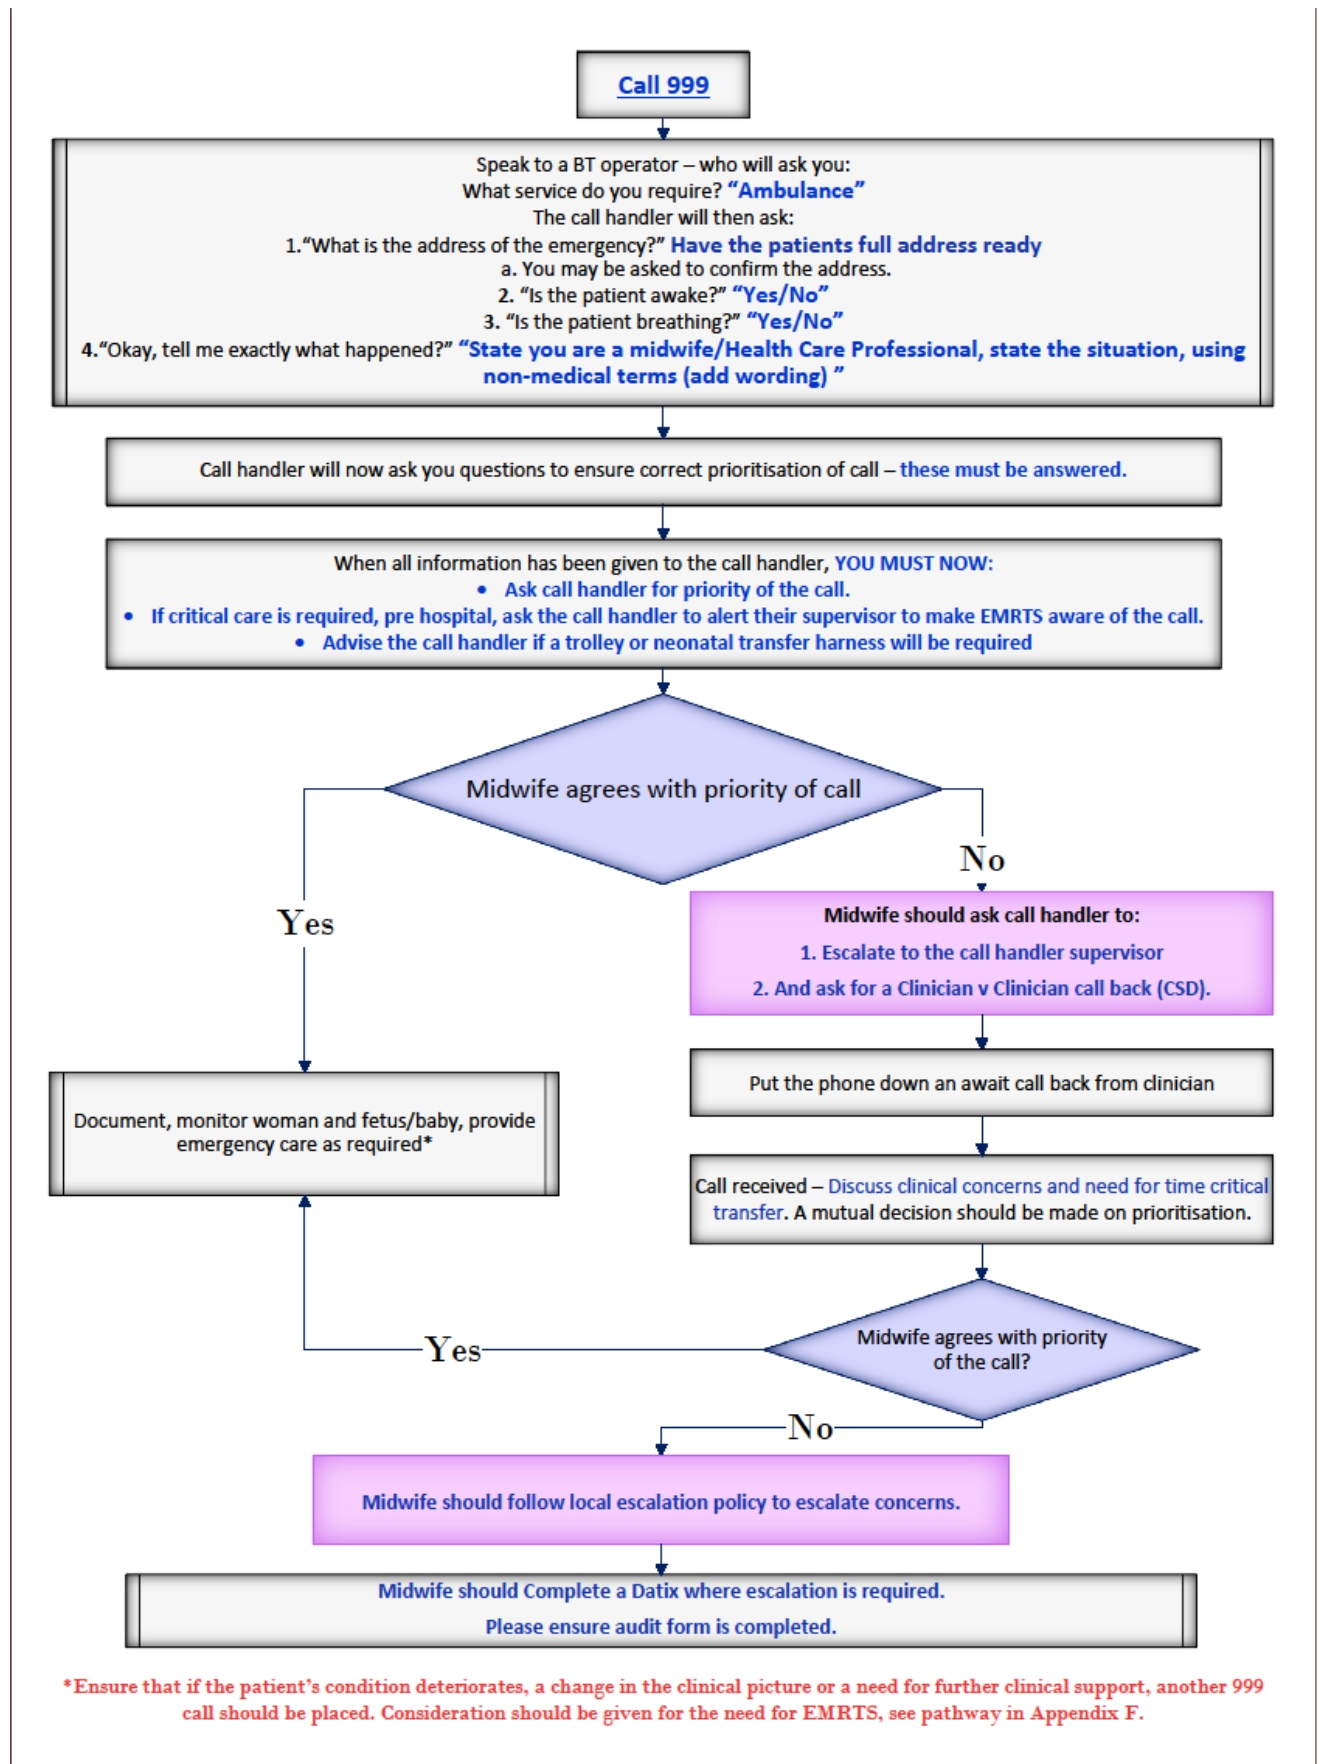 Call 999
Speak to a BT operator – who will ask you:
What service do you require? “Ambulance”
The call handler will then ask:
1.“What is the address of the emergency?” Have the patients full address ready
a. You may be asked to confirm the address.
2. “Is the patient awake?” “Yes/No”
3. “Is the patient breathing?” “Yes/No”
4.“Okay, tell me exactly what happened?” “State you are a midwife/Health Care Professional, state the situation, using
non-medical terms (add wording) ”
Call handler will now ask you questions to ensure correct prioritisation of call – these must be answered.
When all information has been given to the call handler, YOU MUST NOW:
• Ask call handler for priority of the call.
• If critical care is required, pre hospital, ask the call handler to alert their supervisor to make EMRTS aware of the call.
• Advise the call handler if a trolley or neonatal transfer harness will be required
Midwife agrees with priority of call
No
Yes
Midwife should ask call handler to:
1. Escalate to the call handler supervisor
2. And ask for a Clinician v Clinician call back (CSD).
Put the phone down an await call back from clinician
Document, monitor woman and fetus/baby, provide
emergency care as required*
Call received – Discuss clinical concerns and need for time critical
transfer. A mutual decision should be made on prioritisation.
Midwife agrees with priority
of the call?
Yes
No
Midwife should follow local escalation policy to escalate concerns.
Midwife should Complete a Datix where escalation is required.
Please ensure audit form is completed.
*Ensure that if the patient’s condition deteriorates, a change in the clinical picture or a need for further clinical support, another 999
call should be placed. Consideration should be given for the need for EMRTS, see pathway in Appendix F.